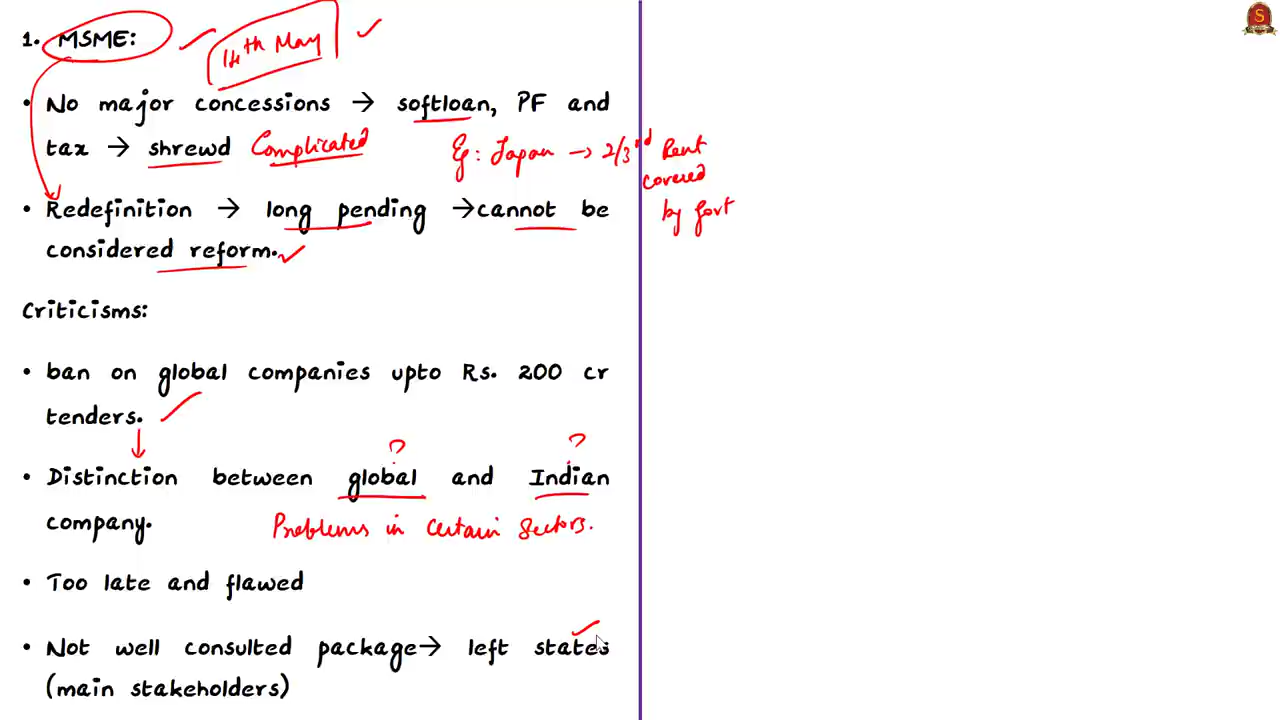 1. MSME:
14th May
• No major concessions → softloan, PF and
tax → shrewd Complicated
Eg: Japan → 2/3rd Rent
covered
by govt
• Redefinition → long pending →cannot be
considered reform.
Criticisms:
• ban on global companies upto Rs. 200 cr
tenders.
? ?
• Distinction between global and Indian
company.
Problems in Certain Sectors.
• Too late and flawed
• Not well consulted package→ left states
(main stakeholders)